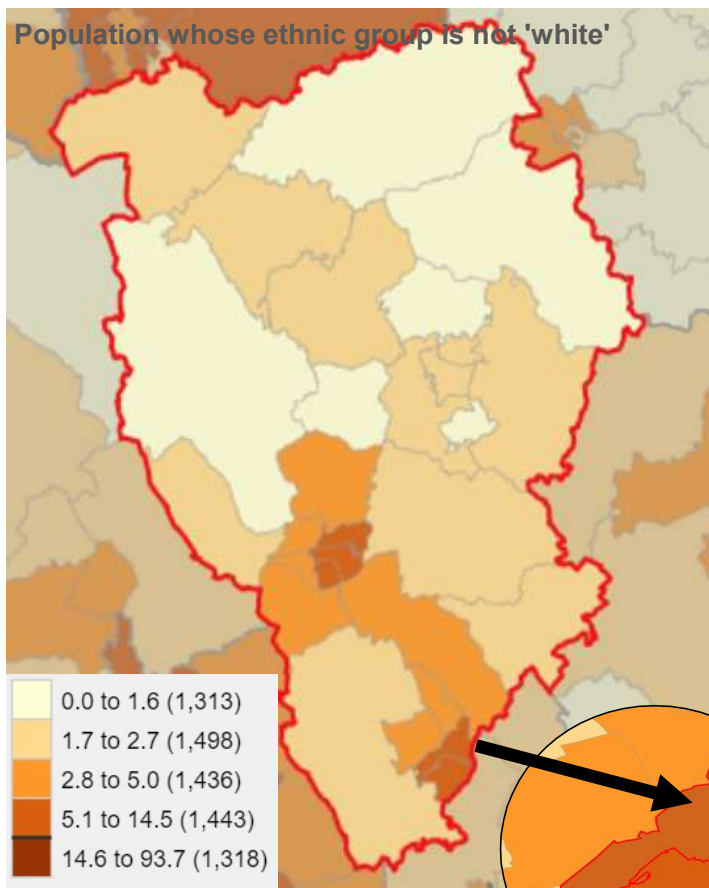 Population whose ethnic group is not 'white'
0.0 to 1.6 (1,313)
1.7 to 2.7 (1,498)
2.8 to 5.0 (1,436)
5.1 to 14.5 (1,443)
14.6 to 93.7 (1,318)